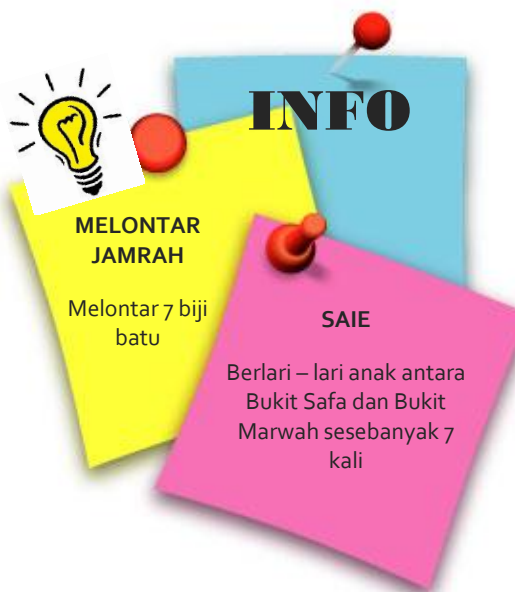 INFO
MELONTAR
JAMRAH
Melontar 7 biji
batu
SAIE
Berlari – lari anak antara
Bukit Safa dan Bukit
Marwah sesebanyak 7
kali